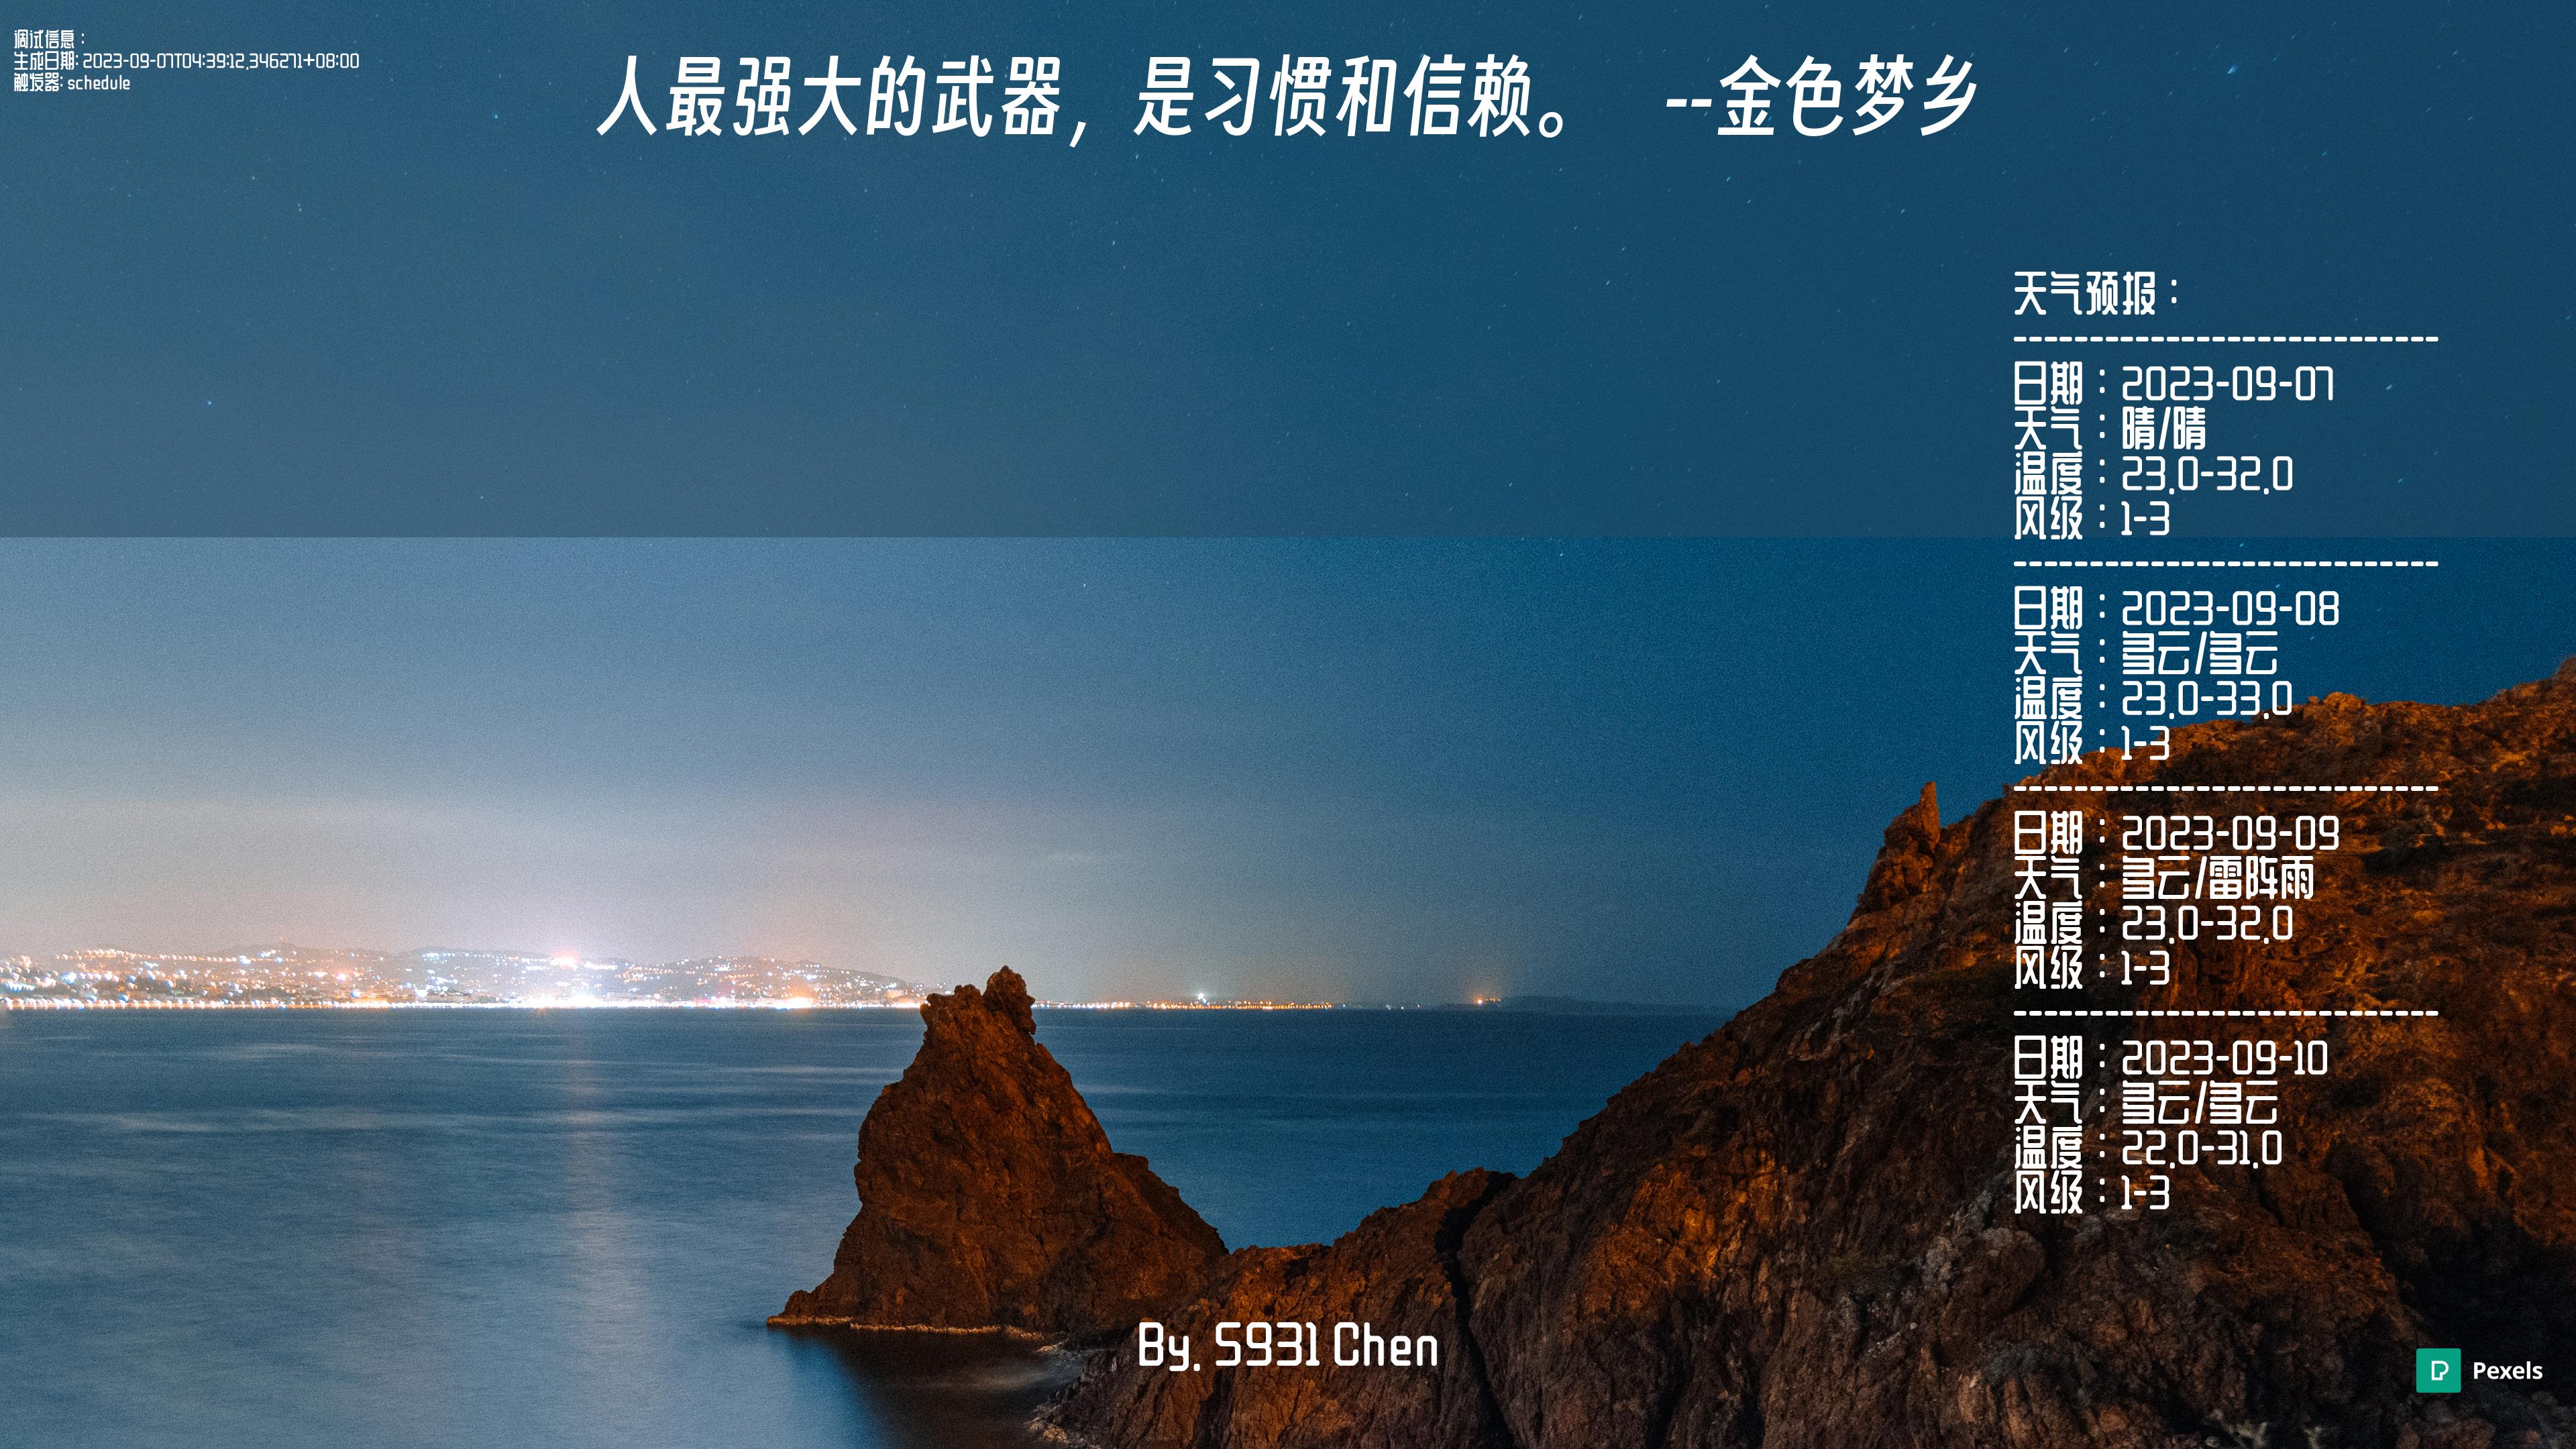 调试信息：
生成日期: 2023-09-07T04:39:12.346271+08:00
触发器: schedule
人最强大的武器，是习惯和信赖。 --金色梦乡
天气预报：
----------------------------
日期：2023-09-07
天气：晴/晴
温度：23.0-32.0
风级：1-3
----------------------------
日期：2023-09-08
天气：多云/多云
温度：23.0-33.0
风级：1-3
----------------------------
日期：2023-09-09
天气：多云/雷阵雨
温度：23.0-32.0
风级：1-3
----------------------------
日期：2023-09-10
天气：多云/多云
温度：22.0-31.0
风级：1-3
By. S931 Chen
Pexels